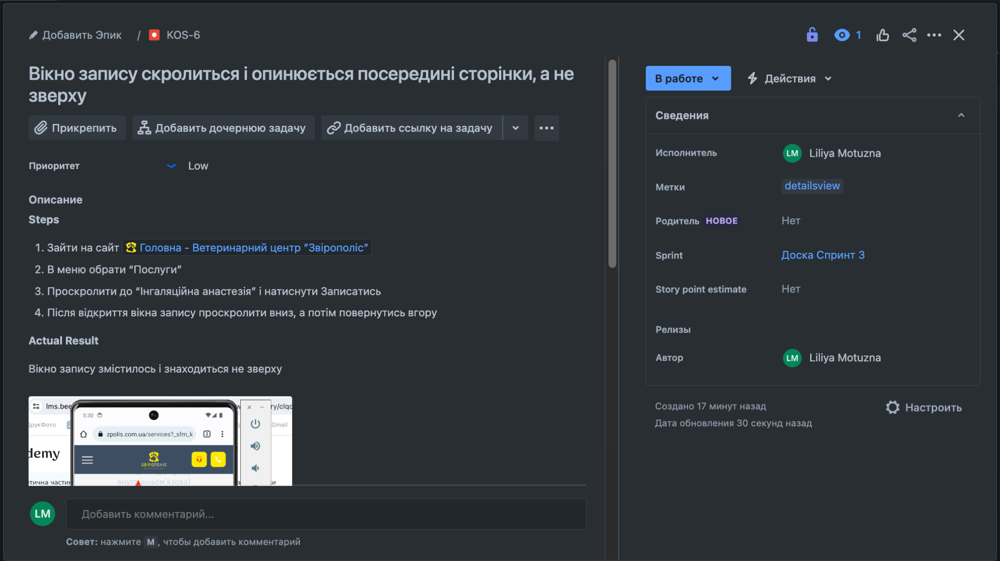 Добавить Эпик / KOS-6
1
Вікно запису скролиться і опинюється посередині сторінки, а не
зверху
Прикрепить
Добавить дочернюю задачу
Добавить ссылку на задачу
Приоритет Low
Описание
Steps
1. Зайти на сайт Головна - Ветеринарний центр "Звірополіс"
2. В меню обрати “Послуги”
3. Проскролити до “Інгаляційна анастезія” і натиснути Записатись
4. Після відкриття вікна запису проскролити вниз, а потім повернутись вгору
Actual Result
Вікно запису змістилось і знаходиться не зверху
lms.bee
ry/clqc
5:30
ДрукФото
Gmail
zpolis.com.ua/services?_sfm_k
2
demy
ЗВІРОПОЛІС
внутрішньом'язова)
етична частин
ки
LM
Добавить комментарий...
Совет: нажмите M, чтобы добавить комментарий
В работе
Действия
Сведения
Исполнитель LM Liliya Motuzna
Метки detailsview
Родитель НОВОЕ Нет
Sprint Доска Спринт 3
Story point estimate Нет
Релизы
Автор LM Liliya Motuzna
Создано 17 минут назад
Дата обновления 30 секунд назад
Настроить